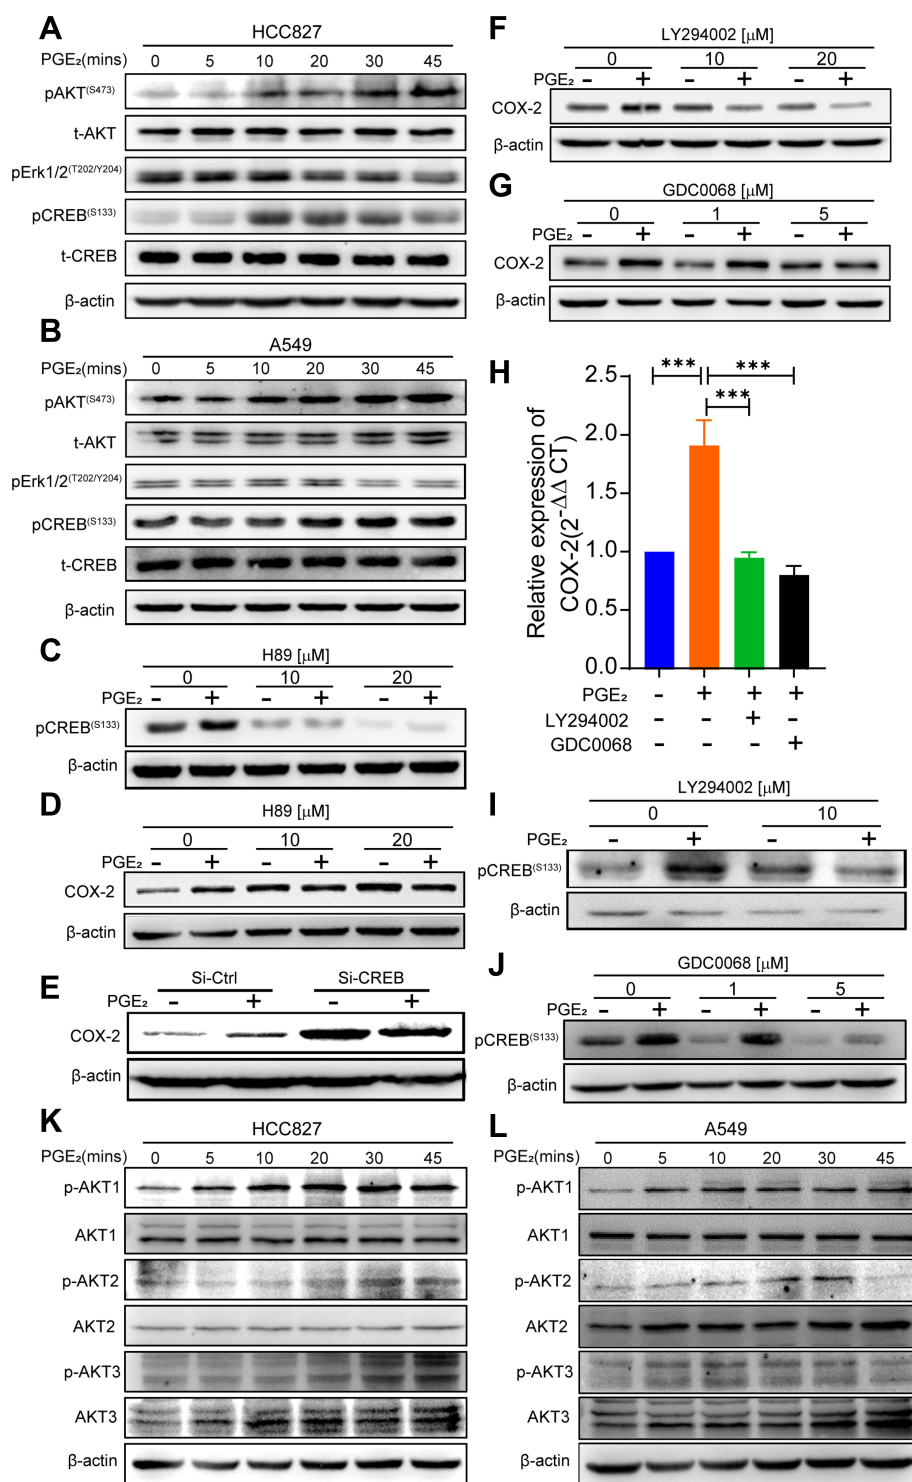 A
HCC827
PGE₂(mins) 0 5 10 20 30 45
pAKT(S473)
t-AKT
pErk1/2(T202/Y204)
pCREB(S133)
t-CREB
β-actin
B
A549
PGE₂(mins) 0 5 10 20 30 45
pAKT(S473)
t-AKT
pErk1/2(T202/Y204)
pCREB(S133)
t-CREB
β-actin
C
H89 [μM]
0 10 20
PGE₂ - + - + - +
pCREB(S133)
β-actin
D
H89 [μM]
0 10 20
PGE₂ - + - + - +
COX-2
β-actin
E
Si-Ctrl Si-CREB
PGE₂ - + - +
COX-2
β-actin
F
LY294002 [μM]
0 10 20
PGE₂ - + - + - +
COX-2
β-actin
G
GDC0068 [μM]
0 1 5
PGE₂ - + - + - +
COX-2
β-actin
H
*** ***
***
Relative expression of
COX-2(2-ΔΔCT)
2.5
2.0
1.5
1.0
0.5
0.0
PGE₂ - + + +
LY294002 - - + -
GDC0068 - - - +
I
LY294002 [μM]
0 10
PGE₂ - + - +
pCREB(S133)
β-actin
J
GDC0068 [μM]
0 1 5
PGE₂ - + - + - +
pCREB(S133)
β-actin
K
HCC827
PGE₂(mins) 0 5 10 20 30 45
p-AKT1
AKT1
p-AKT2
AKT2
p-AKT3
AKT3
β-actin
L
A549
PGE₂(mins) 0 5 10 20 30 45
p-AKT1
AKT1
p-AKT2
AKT2
p-AKT3
AKT3
β-actin